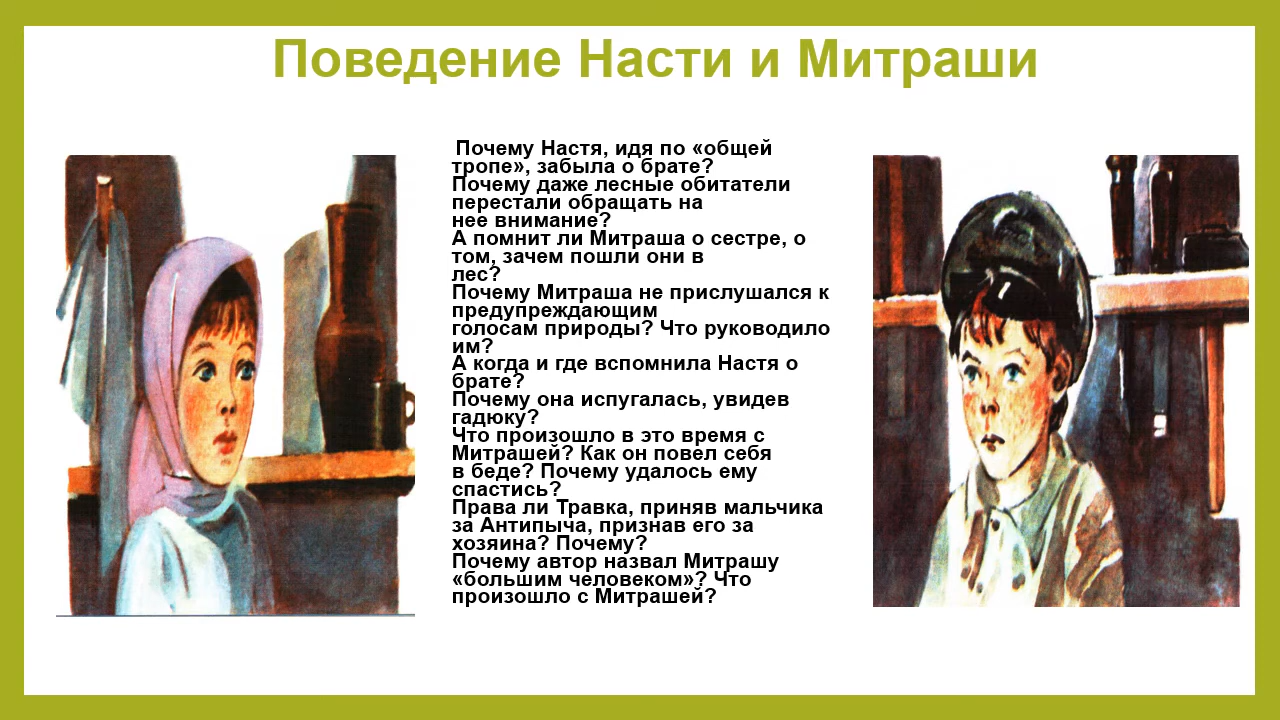 Поведение Насти и Митраши
Почему Настя, идя по «общей
тропе», забыла о брате?
Почему даже лесные обитатели
перестали обращать на
нее внимание?
А помнит ли Митраша о сестре, о
том, зачем пошли они в
лес?
Почему Митраша не прислушался к
предупреждающим
голосам природы? Что руководило
им?
А когда и где вспомнила Настя о
брате?
Почему она испугалась, увидев
гадюку?
Что произошло в это время с
Митрашей? Как он повел себя
в беде? Почему удалось ему
спастись?
Права ли Травка, приняв мальчика
за Антипыча, признав его за
хозяина? Почему?
Почему автор назвал Митрашу
«большим человеком»? Что
произошло с Митрашей?